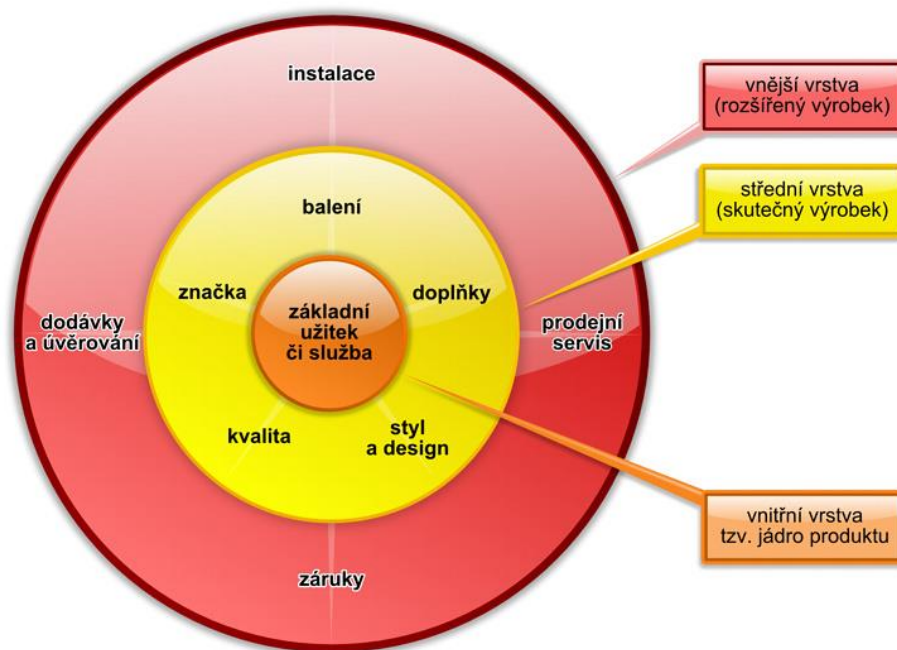 instalace
vnější vrstva
(rozšířený výrobek)
střední vrstva
(skutečný výrobek)
balení
značka
doplňky
základní
užitek
či služba
dodávky
a úvěrování
prodejní
servis
kvalita
styl
a design
vnitřní vrstva
tzv. jádro produktu
záruky